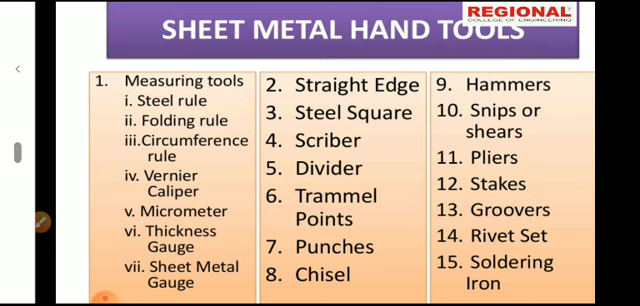 REGIONAL
COLLEGE OF ENGINEERING
SHEET METAL HAND TOOLS
1. Measuring tools
i. Steel rule
ii. Folding rule
iii.Circumference
rule
iv. Vernier
Caliper
v. Micrometer
vi. Thickness
Gauge
vii. Sheet Metal
Gauge
2. Straight Edge
3. Steel Square
4. Scriber
5. Divider
6. Trammel
Points
7. Punches
8. Chisel
9. Hammers
10. Snips or
shears
11. Pliers
12. Stakes
13. Groovers
14. Rivet Set
15. Soldering
Iron